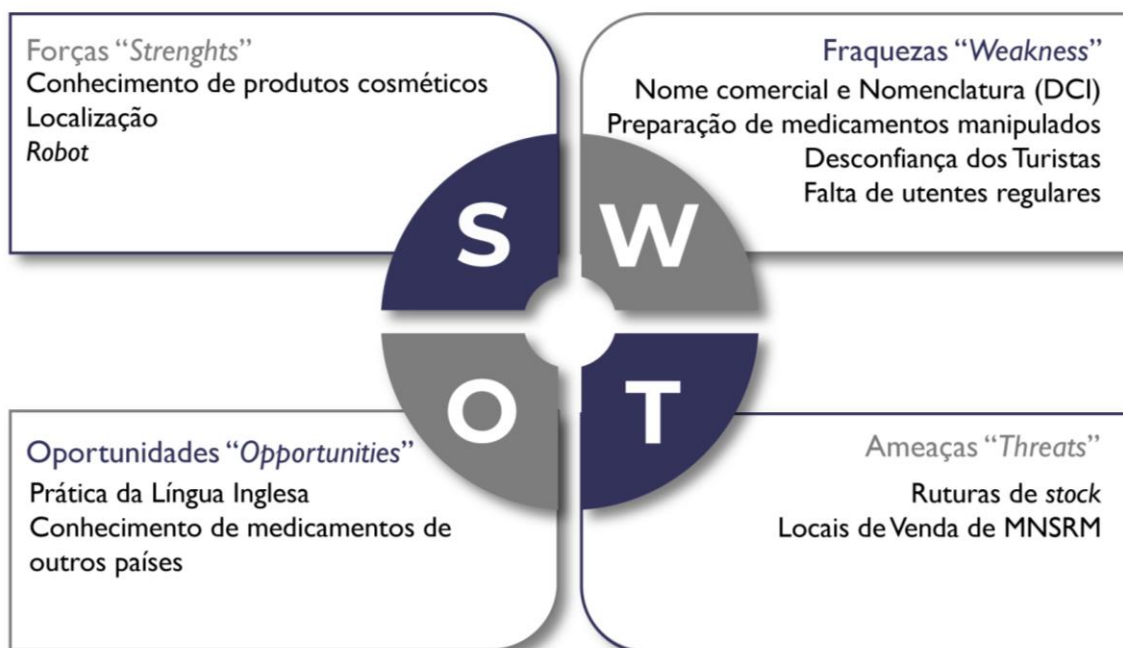 Forças “Strenghts”
Conhecimento de produtos cosméticos
Localização
Robot
Fraquezas “Weakness”
Nome comercial e Nomenclatura (DCI)
Preparação de medicamentos manipulados
Desconfiança dos Turistas
Falta de utentes regulares
S
W
O
T
Oportunidades “Opportunities”
Prática da Língua Inglesa
Conhecimento de medicamentos de
outros países
Ameaças “Threats”
Ruturas de stock
Locais de Venda de MNSRM